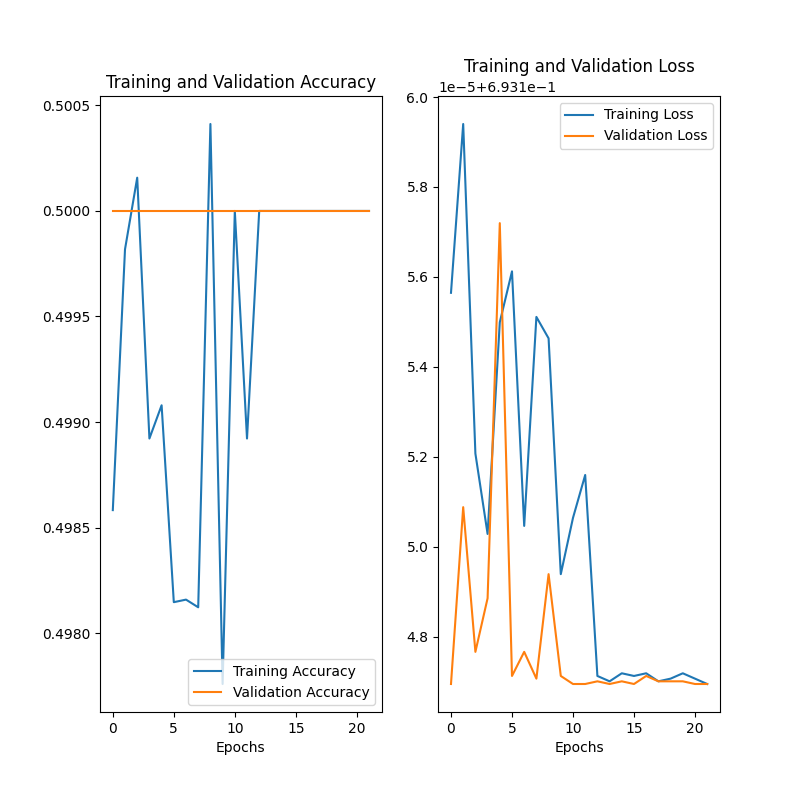 Training and Validation Accuracy
0.5005
0.5000
0.4995
0.4990
0.4985
0.4980
Training Accuracy
Validation Accuracy
0 5 10 15 20
Epochs
Training and Validation Loss
1e−5+6.931e−1
6.0
5.8
5.6
5.4
5.2
5.0
4.8
Training Loss
Validation Loss
0 5 10 15 20
Epochs